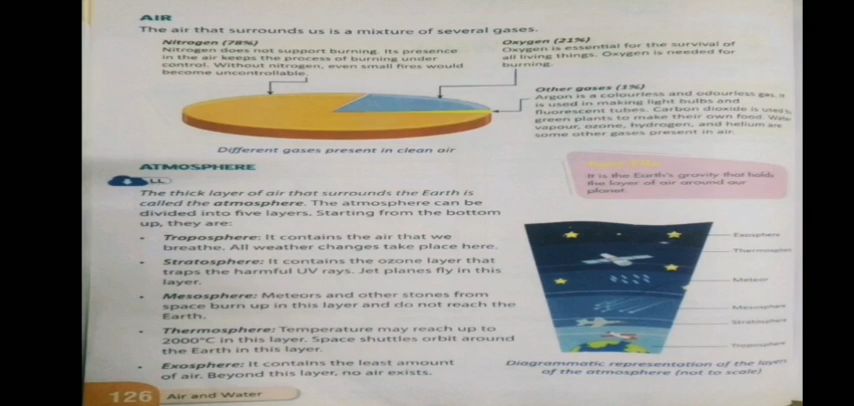 AIR
The air that surrounds us is a mixture of several gases.
Nitrogen (78%)
Nitrogen does not support burning. Its presence
in the air keeps the process of burning under
control. Without nitrogen, even small fires would
become uncontrollable.
Oxygen (21%)
Oxygen is essential for the survival of
all living things. Oxygen is needed for
burning.
Other gases (1%)
Argon is a colourless and odourless gas. It
is used in making light bulbs and
fluorescent tubes. Carbon dioxide is used by
green plants to make their own food. Water
vapour, ozone, hydrogen, and helium are
some other gases present in air.
Different gases present in clean air
ATMOSPHERE
LL
The thick layer of air that surrounds the Earth is
called the atmosphere. The atmosphere can be
divided into five layers. Starting from the bottom
up, they are:
• Troposphere: It contains the air that we
breathe. All weather changes take place here.
• Stratosphere: It contains the ozone layer that
traps the harmful UV rays. Jet planes fly in this
layer.
• Mesosphere: Meteors and other stones from
space burn up in this layer and do not reach the
Earth.
• Thermosphere: Temperature may reach up to
2000°C in this layer. Space shuttles orbit around
the Earth in this layer.
• Exosphere: It contains the least amount
of air. Beyond this layer, no air exists.
It is the Earth's gravity that holds
the layer of air around our
planet.
Exosphere
Thermosphere
Meteor
Mesosphere
Stratosphere
Troposphere
Diagrammatic representation of the layers
of the atmosphere (not to scale)
126 Air and Water